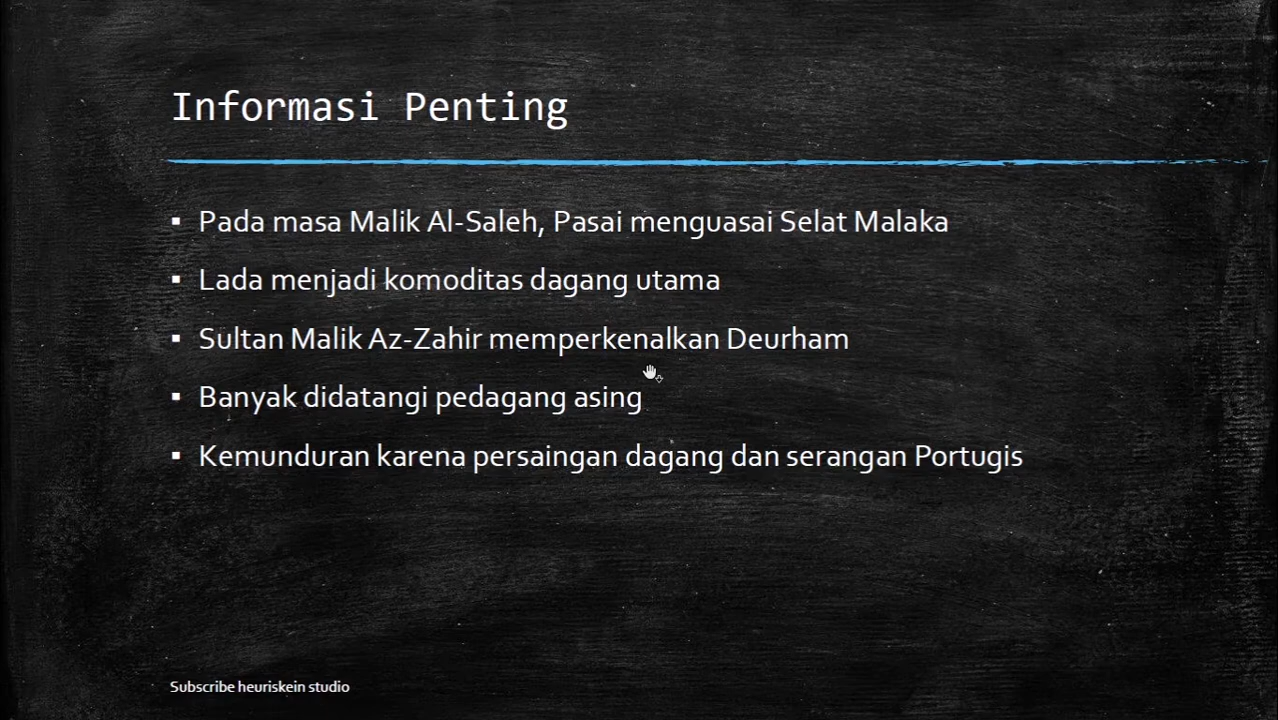 Informasi Penting
▪ Pada masa Malik Al-Saleh, Pasai menguasai Selat Malaka
▪ Lada menjadi komoditas dagang utama
▪ Sultan Malik Az-Zahir memperkenalkan Deurham
▪ Banyak didatangi pedagang asing
▪ Kemunduran karena persaingan dagang dan serangan Portugis
Subscribe heuriskein studio